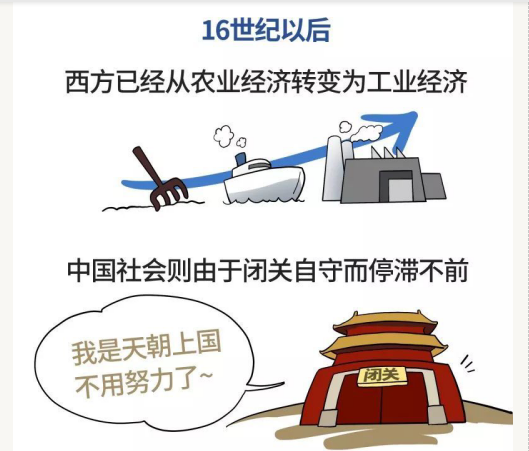 16世纪以后
西方已经从农业经济转变为工业经济
中国社会则由于闭关自守而停滞不前
我是天朝上国
不用努力了~
闭关